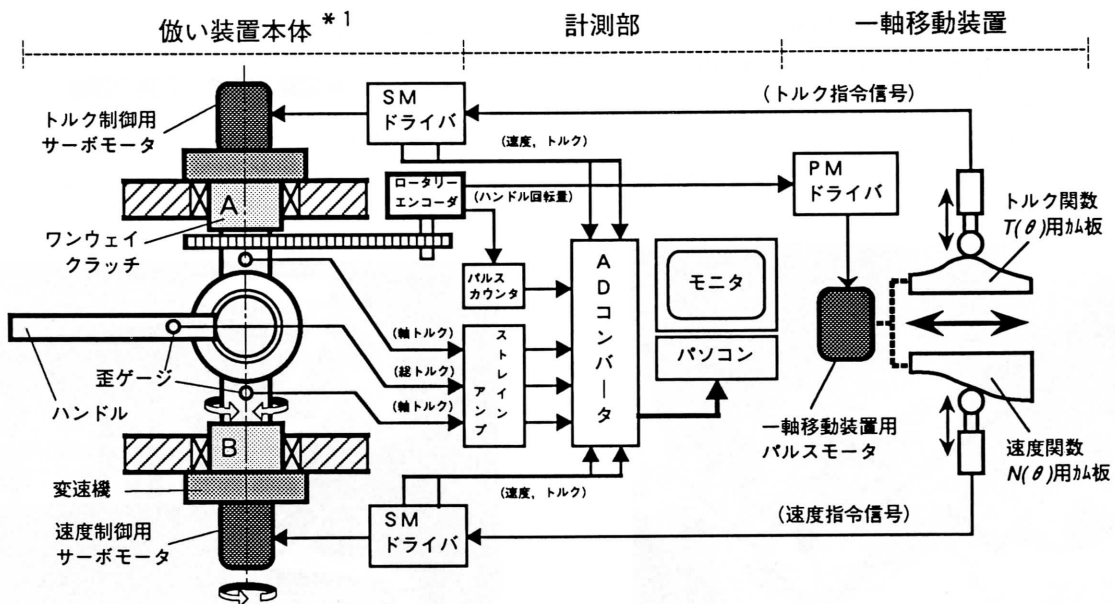 倣い装置本体 *1
計測部
一軸移動装置
トルク制御用
サーボモータ
SM
ドライバ
(トルク指令信号)
(速度, トルク)
PM
ドライバ
ロータリー
エンコーダ
(ハンドル回転量)
A
ワンウェイ
クラッチ
トルク関数
T(θ)用カム板
パルス
カウンタ
ADコンバータ
モニタ
パソコン
(軸トルク)
(総トルク)
(軸トルク)
ストレイン
アンプ
歪ゲージ
ハンドル
B
一軸移動装置用
パルスモータ
速度関数
N(θ)用カム板
変速機
(速度, トルク)
速度制御用
サーボモータ
SM
ドライバ
(速度指令信号)